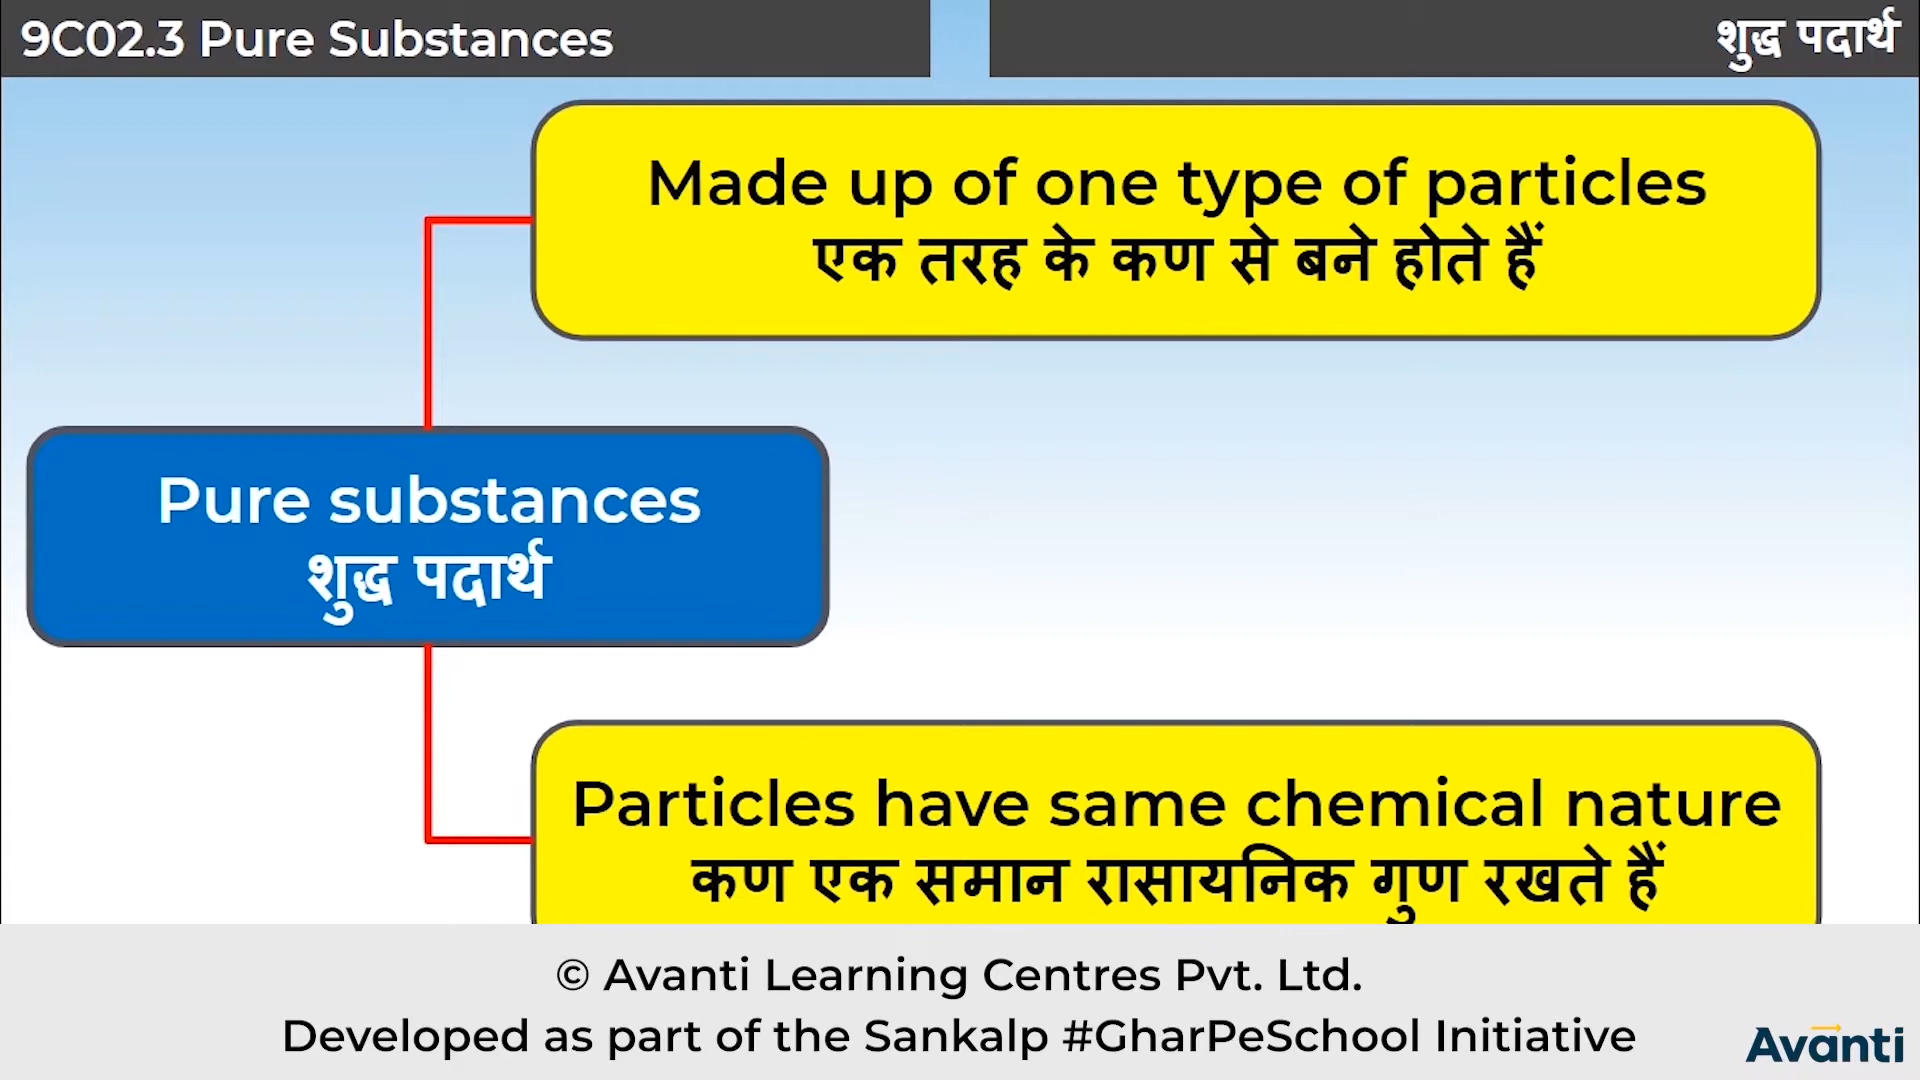 9C02.3 Pure Substances
शुद्ध पदार्थ
Made up of one type of particles
एक तरह के कण से बने होते हैं
Pure substances
शुद्ध पदार्थ
Particles have same chemical nature
कण एक समान रासायनिक गुण रखते हैं
© Avanti Learning Centres Pvt. Ltd.
Developed as part of the Sankalp #GharPeSchool Initiative
Avanti